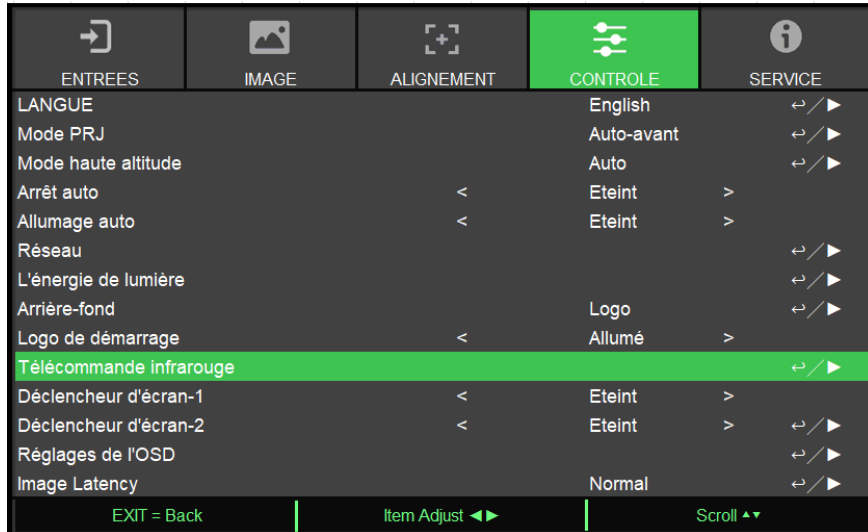 ENTREES IMAGE ALIGNEMENT CONTROLE SERVICE
LANGUE English ↩/►
Mode PRJ Auto-avant ↩/►
Mode haute altitude Auto ↩/►
Arrêt auto < Eteint >
Allumage auto < Eteint >
Réseau ↩/►
L'énergie de lumière ↩/►
Arrière-fond Logo ↩/►
Logo de démarrage < Allumé >
Télécommande infrarouge ↩/►
Déclencheur d'écran-1 < Eteint >
Déclencheur d'écran-2 < Eteint > ↩/►
Réglages de l'OSD ↩/►
Image Latency Normal ↩/►
EXIT = Back Item Adjust ◄► Scroll ▲▼